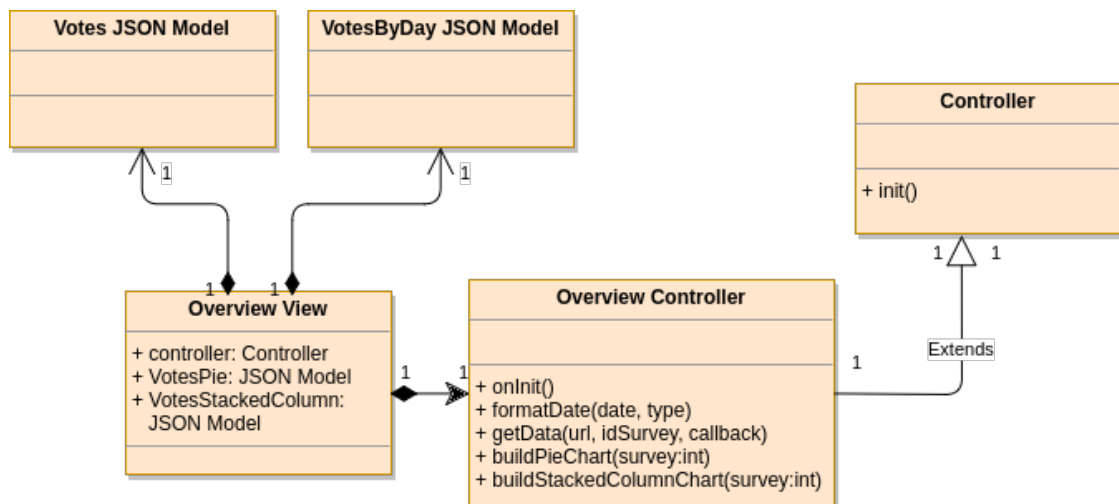 Votes JSON Model
VotesByDay JSON Model
1
1
Controller
+ init()
1
1
1
1
Overview View
+ controller: Controller
+ VotesPie: JSON Model
+ VotesStackedColumn:
JSON Model
1
1
Overview Controller
+ onInit()
+ formatDate(date, type)
+ getData(url, idSurvey, callback)
+ buildPieChart(survey:int)
+ buildStackedColumnChart(survey:int)
Extends
1